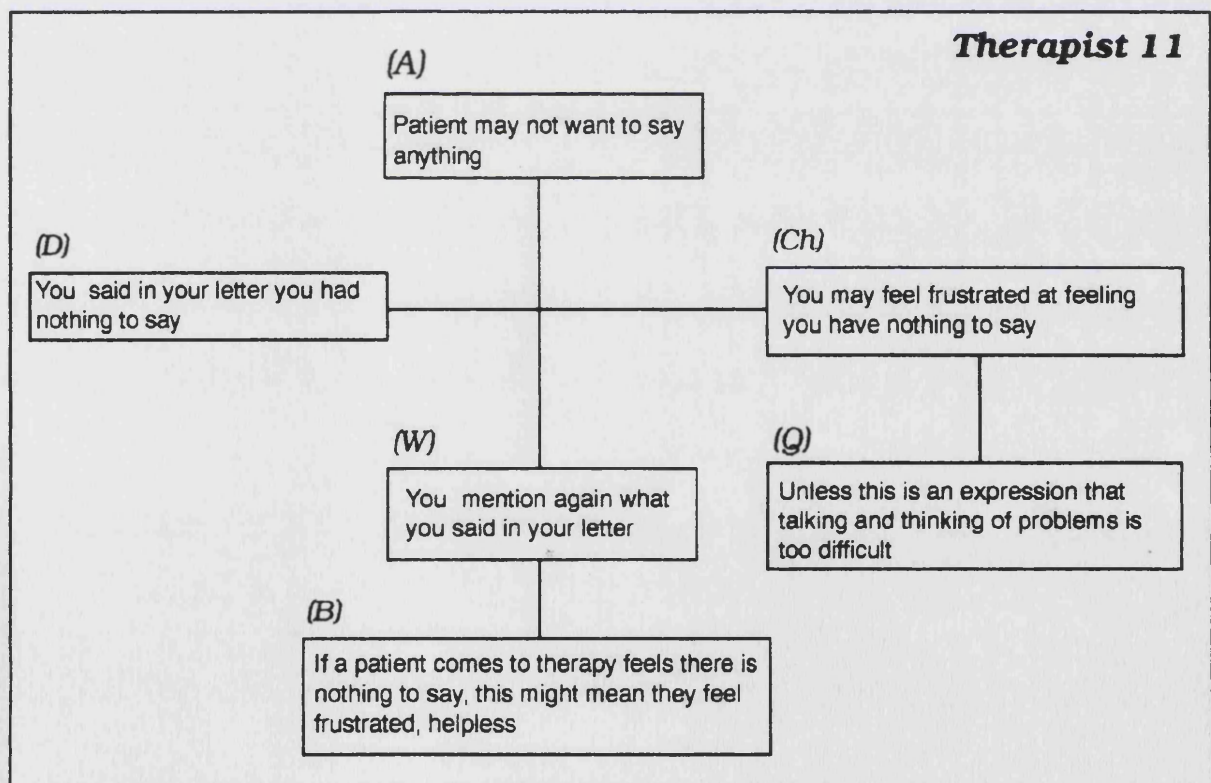 Therapist 11
(A)
Patient may not want to say
anything
(D)
You said in your letter you had
nothing to say
(Ch)
You may feel frustrated at feeling
you have nothing to say
(W)
You mention again what
you said in your letter
(Q)
Unless this is an expression that
talking and thinking of problems is
too difficult
(B)
If a patient comes to therapy feels there is
nothing to say, this might mean they feel
frustrated, helpless